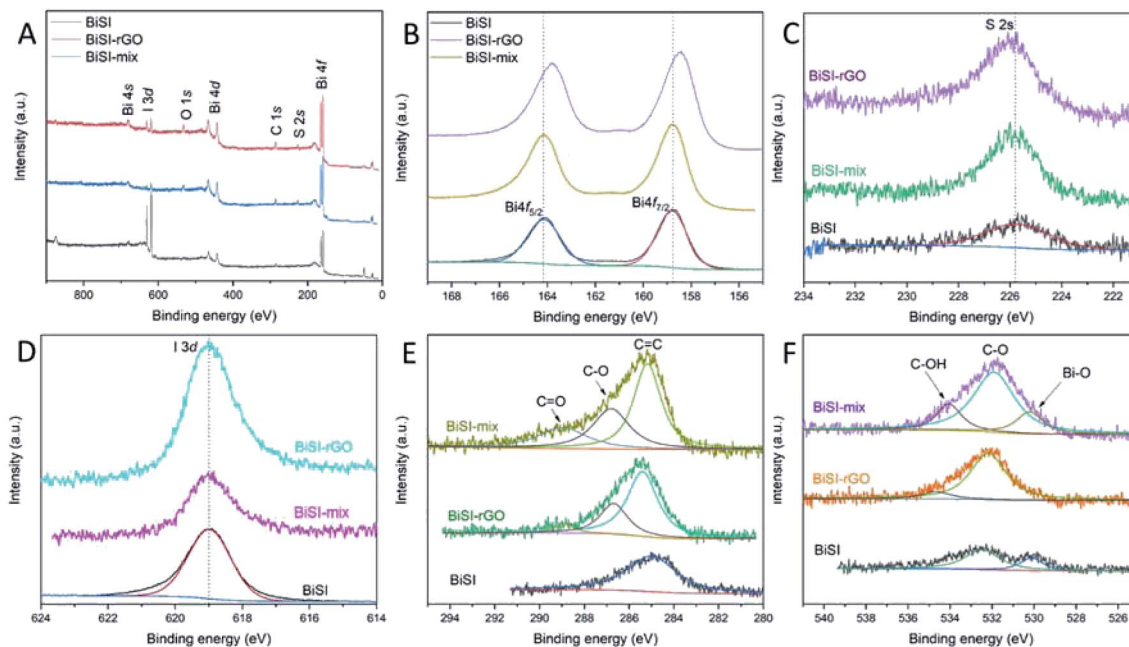 A
BiSI
BiSI-rGO
BiSI-mix
Bi 4s
I 3d
O 1s
Bi 4d
C 1s
S 2s
Bi 4f
Intensity (a.u.)
800 600 400 200 0
Binding energy (eV)
B
BiSI
BiSI-rGO
BiSI-mix
Bi4f5/2
Bi4f7/2
Intensity (a.u.)
168 166 164 162 160 158 156
Binding energy (eV)
C
S 2s
BiSI-rGO
BiSI-mix
BiSI
Intensity (a.u.)
234 232 230 228 226 224 222
Binding energy (eV)
D
I 3d
BiSI-rGO
BiSI-mix
BiSI
Intensity (a.u.)
624 622 620 618 616 614
Binding energy (eV)
E
C=C
C-O
C=O
BiSI-mix
BiSI-rGO
BiSI
Intensity (a.u.)
294 292 290 288 286 284 282 280
Binding energy (eV)
F
C-O
C-OH
Bi-O
BiSI-mix
BiSI-rGO
BiSI
Intensity (a.u.)
540 538 536 534 532 530 528 526
Binding energy (eV)